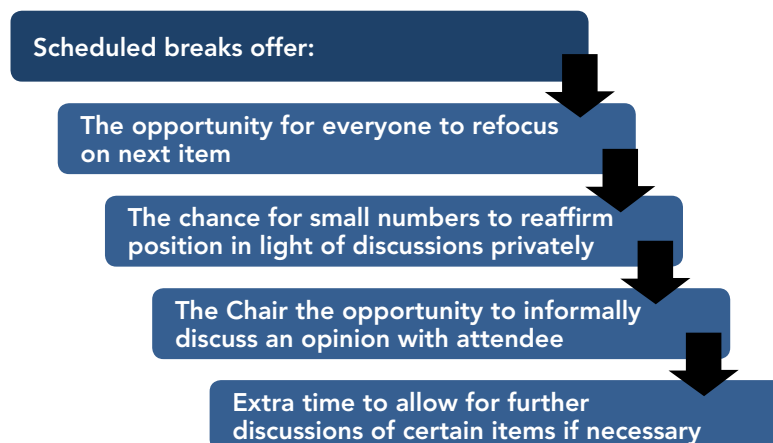 Scheduled breaks offer:
The opportunity for everyone to refocus
on next item
The chance for small numbers to reaffirm
position in light of discussions privately
The Chair the opportunity to informally
discuss an opinion with attendee
Extra time to allow for further
discussions of certain items if necessary